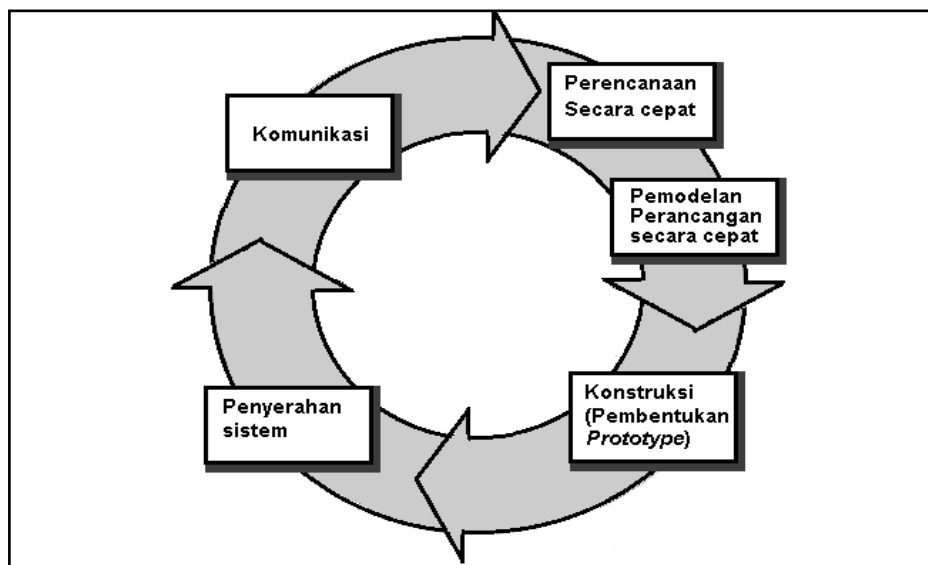 Komunikasi
Perencanaan
Secara cepat
Pemodelan
Perancangan
secara cepat
Konstruksi
(Pembentukan
Prototype)
Penyerahan
sistem